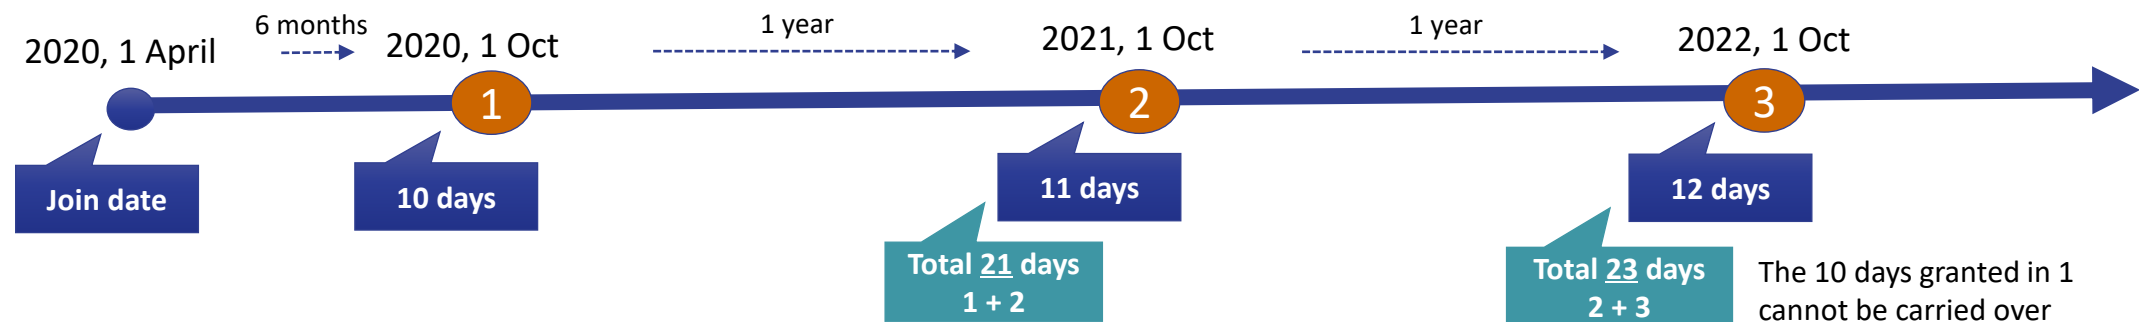 2020, 1 April
6 months
2020, 1 Oct
1 year
2021, 1 Oct
1 year
2022, 1 Oct
1
2
3
Join date
10 days
11 days
12 days
Total 21 days
1 + 2
Total 23 days
2 + 3
The 10 days granted in 1
cannot be carried over